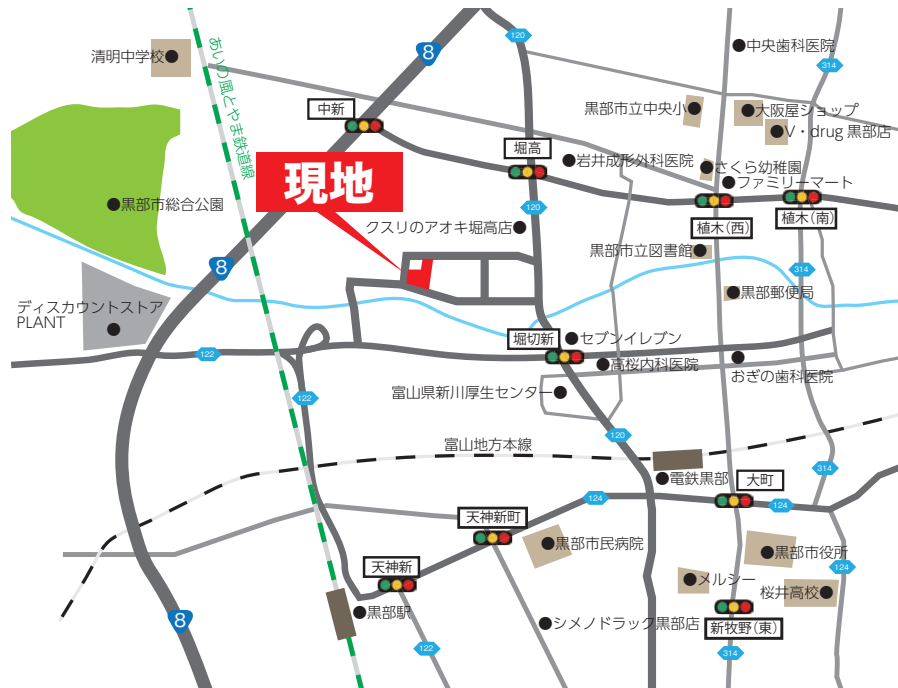 清明中学校
あいの風とやま鉄道線
8
120
中央歯科医院
314
中新
黒部市立中央小
大阪屋ショップ
V・drug 黒部店
堀高
岩井成形外科医院
さくら幼稚園
ファミリーマート
現地
黒部市総合公園
120
クスリのアオキ堀高店
植木(西)
植木(南)
黒部市立図書館
8
314
黒部郵便局
ディスカウントストア
PLANT
堀切新
セブンイレブン
122
高桜内科医院
おぎの歯科医院
富山県新川厚生センター
122
120
富山地方本線
314
電鉄黒部
大町
124
124
天神新町
黒部市民病院
黒部市役所
天神新
124
メルシー
桜井高校
黒部駅
8
シメノドラック黒部店
新牧野(東)
122
314